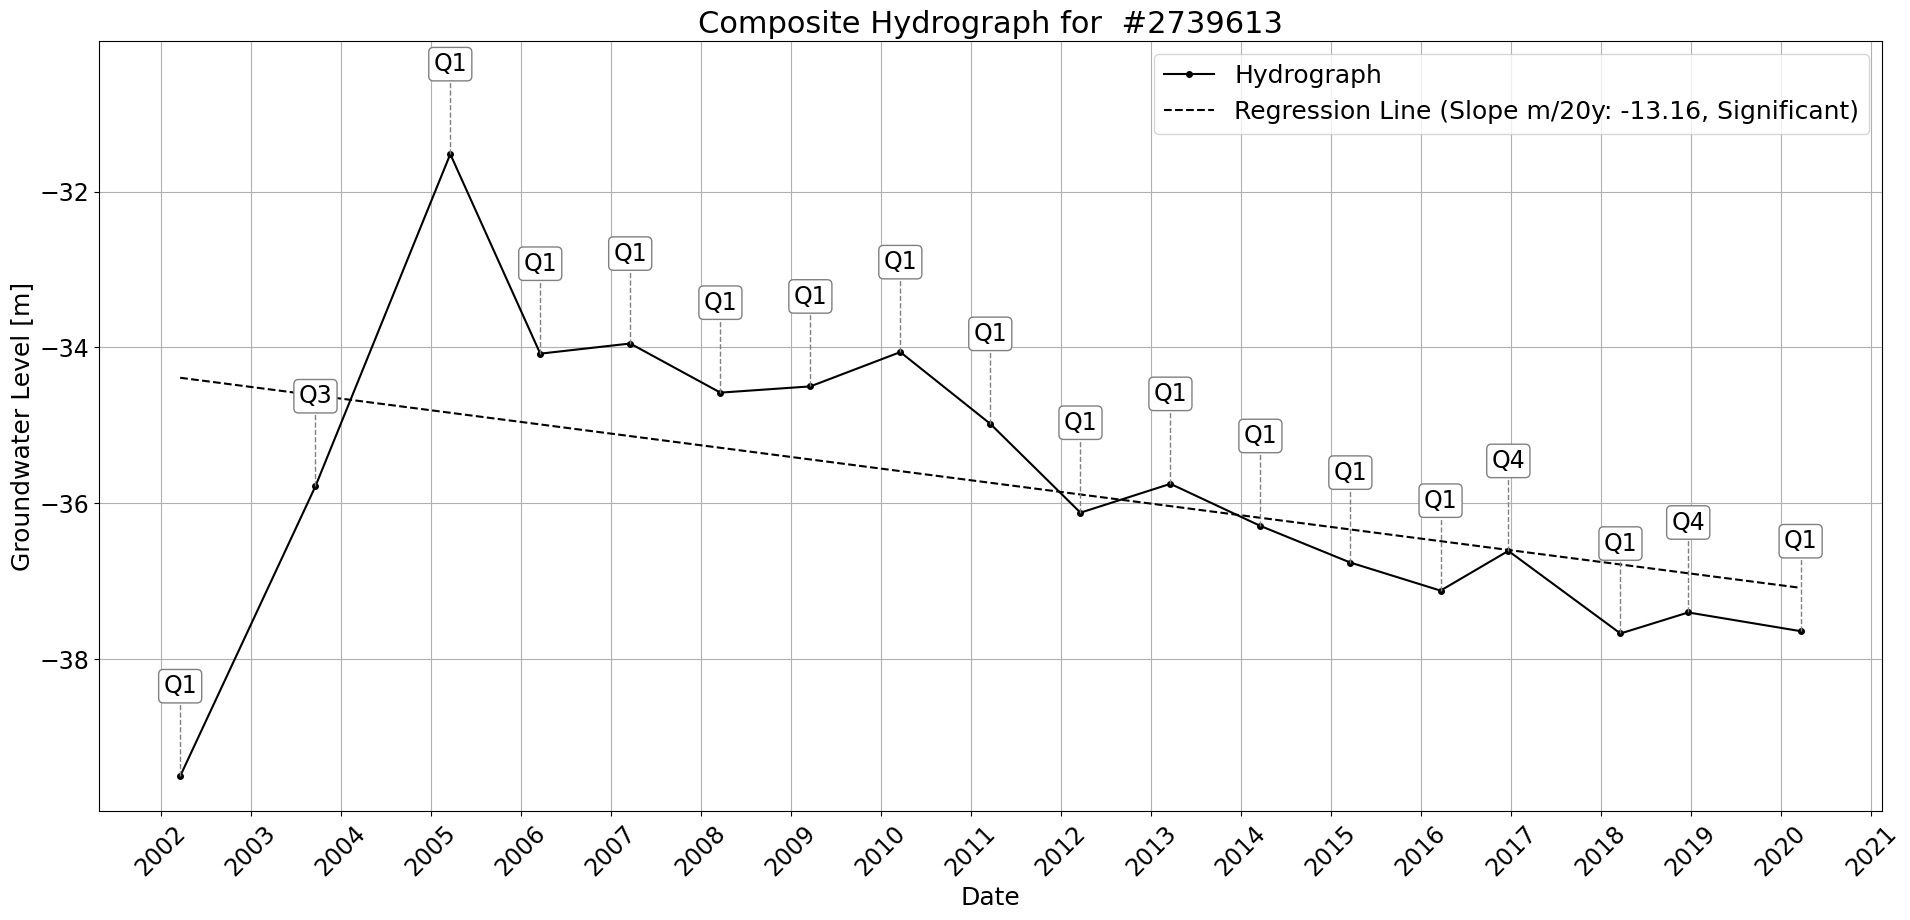 Composite Hydrograph for  #2739613
Hydrograph
Regression Line (Slope m/20y: -13.16, Significant)
Groundwater Level [m]
−32
−34
−36
−38
Q1
Q3
Q1
Q1
Q1
Q1
Q1
Q1
Q1
Q1
Q1
Q1
Q1
Q1
Q4
Q1
Q4
Q1
2002
2003
2004
2005
2006
2007
2008
2009
2010
2011
2012
2013
2014
2015
2016
2017
2018
2019
2020
2021
Date